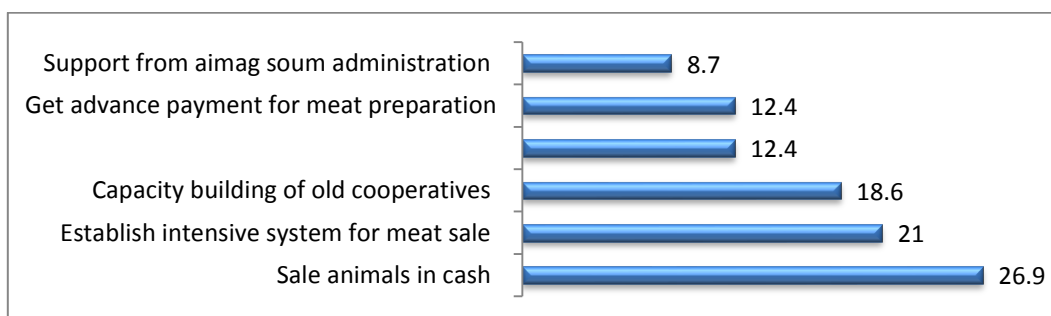 Support from aimag soum administration 8.7
Get advance payment for meat preparation 12.4
12.4
Capacity building of old cooperatives 18.6
Establish intensive system for meat sale 21
Sale animals in cash 26.9